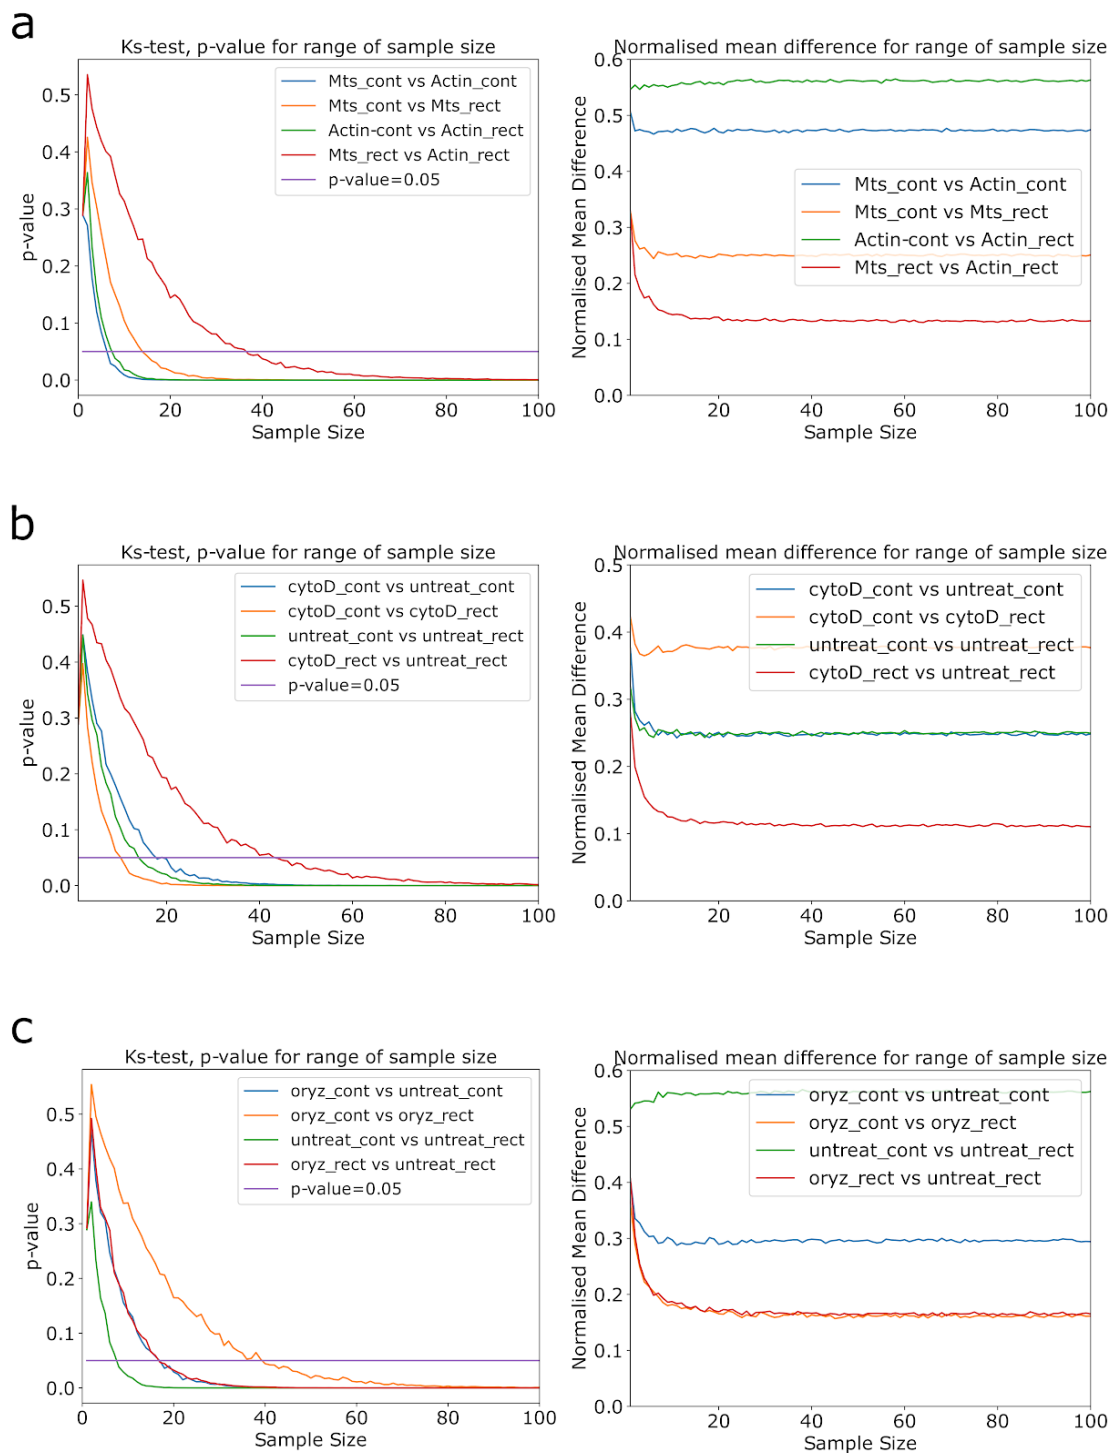 a
Ks-test, p-value for range of sample size
Normalised mean difference for range of sample size
p-value
0.5
0.4
0.3
0.2
0.1
0.0
Mts_cont vs Actin_cont
Mts_cont vs Mts_rect
Actin-cont vs Actin_rect
Mts_rect vs Actin_rect
p-value=0.05
0 20 40 60 80 100
Sample Size
Normalised Mean Difference
0.6
0.5
0.4
0.3
0.2
0.1
0.0
Mts_cont vs Actin_cont
Mts_cont vs Mts_rect
Actin-cont vs Actin_rect
Mts_rect vs Actin_rect
20 40 60 80 100
Sample Size
b
Ks-test, p-value for range of sample size
Normalised mean difference for range of sample size
p-value
0.5
0.4
0.3
0.2
0.1
0.0
cytoD_cont vs untreat_cont
cytoD_cont vs cytoD_rect
untreat_cont vs untreat_rect
cytoD_rect vs untreat_rect
p-value=0.05
20 40 60 80 100
Sample Size
Normalised Mean Difference
0.5
0.4
0.3
0.2
0.1
0.0
cytoD_cont vs untreat_cont
cytoD_cont vs cytoD_rect
untreat_cont vs untreat_rect
cytoD_rect vs untreat_rect
20 40 60 80 100
Sample Size
c
Ks-test, p-value for range of sample size
Normalised mean difference for range of sample size
p-value
0.5
0.4
0.3
0.2
0.1
0.0
oryz_cont vs untreat_cont
oryz_cont vs oryz_rect
untreat_cont vs untreat_rect
oryz_rect vs untreat_rect
p-value=0.05
0 20 40 60 80 100
Sample Size
Normalised Mean Difference
0.6
0.5
0.4
0.3
0.2
0.1
0.0
oryz_cont vs untreat_cont
oryz_cont vs oryz_rect
untreat_cont vs untreat_rect
oryz_rect vs untreat_rect
20 40 60 80 100
Sample Size